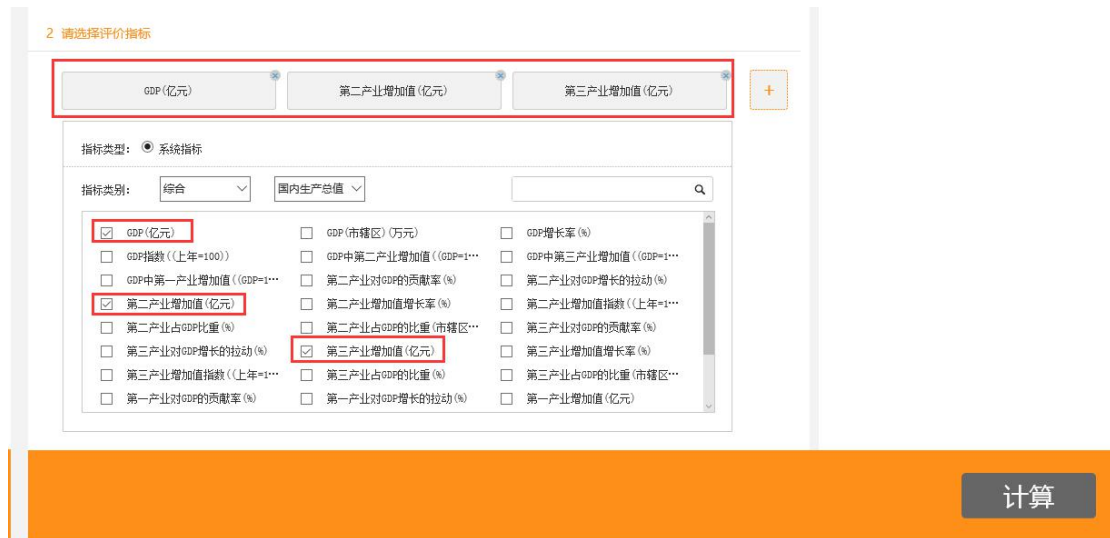 2 请选择评价指标
GDP(亿元) 第二产业增加值(亿元) 第三产业增加值(亿元) +
指标类型: 系统指标
指标类别: 综合 国内生产总值
GDP(亿元) GDP(市辖区)(万元) GDP增长率(%)
GDP指数((上年=100)) GDP中第二产业增加值((GDP=1··· GDP中第三产业增加值((GDP=1···
GDP中第一产业增加值((GDP=1··· 第二产业对GDP的贡献率(%) 第二产业对GDP增长的拉动(%)
第二产业增加值(亿元) 第二产业增加值增长率(%) 第二产业增加值指数((上年=1···
第二产业占GDP比重(%) 第二产业占GDP的比重(市辖区··· 第三产业对GDP的贡献率(%)
第三产业对GDP增长的拉动(%) 第三产业增加值(亿元) 第三产业增加值增长率(%)
第三产业增加值指数((上年=1··· 第三产业占GDP的比重(%) 第三产业占GDP的比重(市辖区···
第一产业对GDP的贡献率(%) 第一产业对GDP增长的拉动(%) 第一产业增加值(亿元)
计算